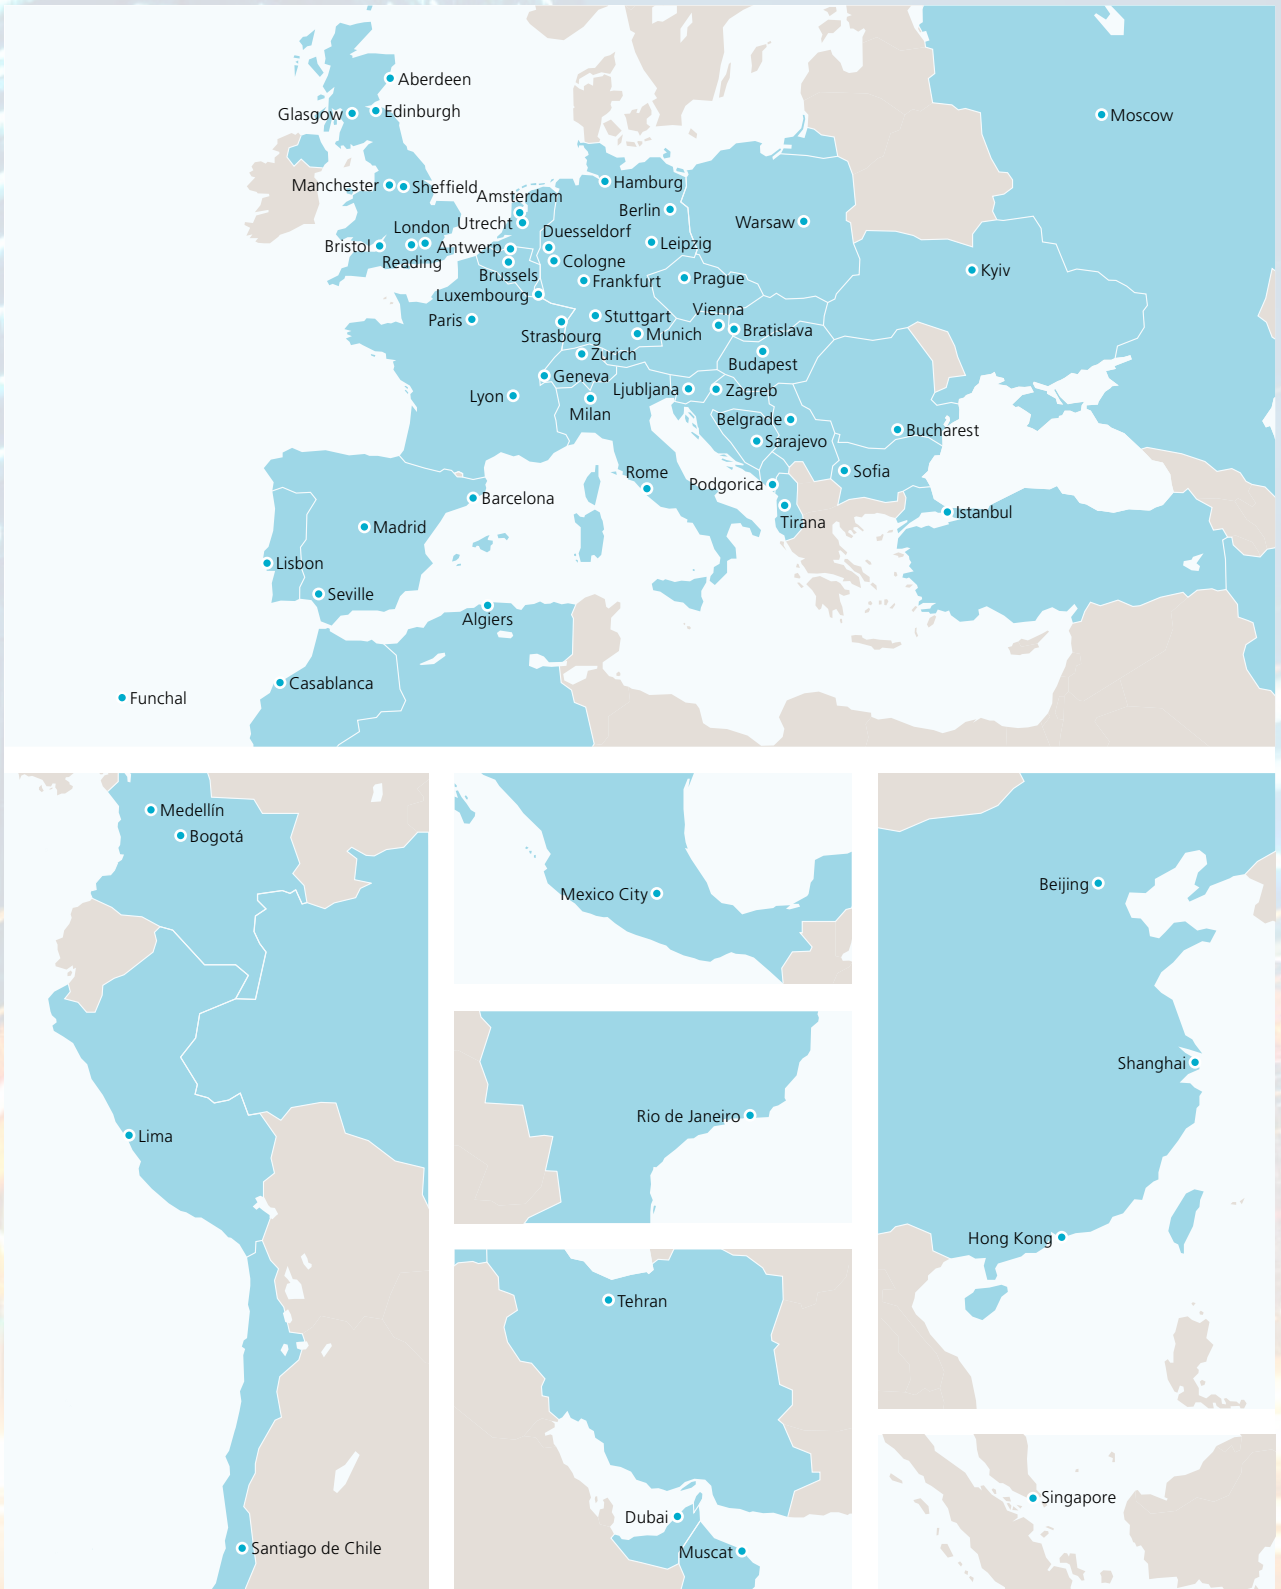 Aberdeen
Glasgow
Edinburgh
Moscow
Manchester
Sheffield
Hamburg
Amsterdam
Berlin
Utrecht
Warsaw
London
Duesseldorf
Bristol
Antwerp
Leipzig
Reading
Cologne
Kyiv
Brussels
Frankfurt
Prague
Luxembourg
Vienna
Paris
Stuttgart
Strasbourg
Munich
Bratislava
Zurich
Budapest
Geneva
Ljubljana
Zagreb
Lyon
Milan
Belgrade
Bucharest
Sarajevo
Rome
Sofia
Podgorica
Barcelona
Istanbul
Tirana
Madrid
Lisbon
Seville
Algiers
Casablanca
Funchal
Medellín
Bogotá
Lima
Santiago de Chile
Mexico City
Rio de Janeiro
Tehran
Dubai
Muscat
Beijing
Shanghai
Hong Kong
Singapore